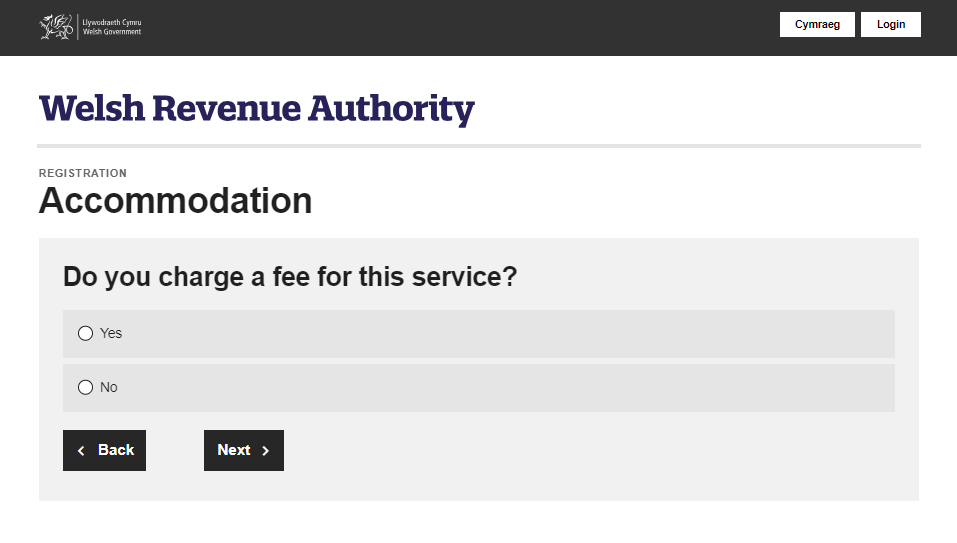 Llywodraeth Cymru
Welsh Government
Cymraeg
Login
Welsh Revenue Authority
REGISTRATION
Accommodation
Do you charge a fee for this service?
Yes
No
Back
Next